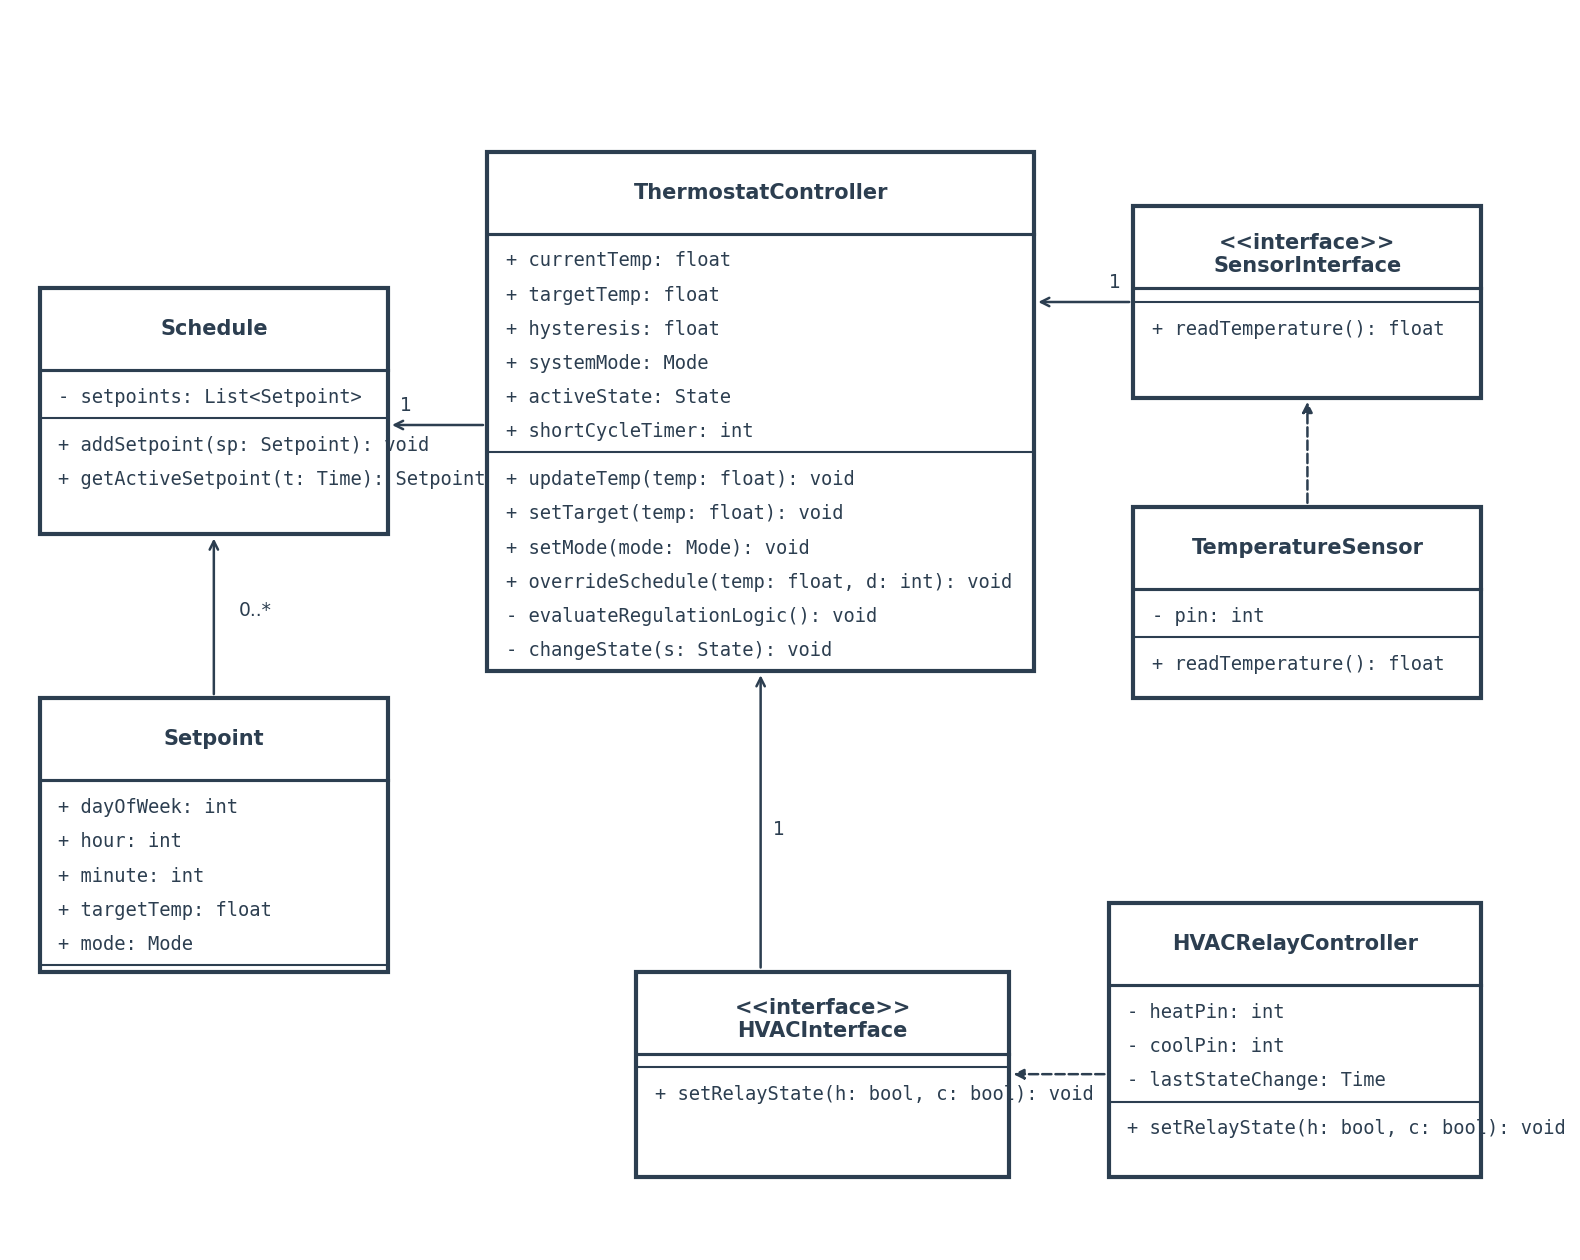 ThermostatController
+ currentTemp: float
+ targetTemp: float
+ hysteresis: float
+ systemMode: Mode
+ activeState: State
+ shortCycleTimer: int
+ updateTemp(temp: float): void
+ setTarget(temp: float): void
+ setMode(mode: Mode): void
+ overrideSchedule(temp: float, d: int): void
- evaluateRegulationLogic(): void
- changeState(s: State): void
<<interface>>
SensorInterface
+ readTemperature(): float
1
Schedule
- setpoints: List<Setpoint>
+ addSetpoint(sp: Setpoint): void
+ getActiveSetpoint(t: Time): Setpoint
1
0..*
TemperatureSensor
- pin: int
+ readTemperature(): float
Setpoint
+ dayOfWeek: int
+ hour: int
+ minute: int
+ targetTemp: float
+ mode: Mode
1
<<interface>>
HVACInterface
+ setRelayState(h: bool, c: bool): void
HVACRelayController
- heatPin: int
- coolPin: int
- lastStateChange: Time
+ setRelayState(h: bool, c: bool): void